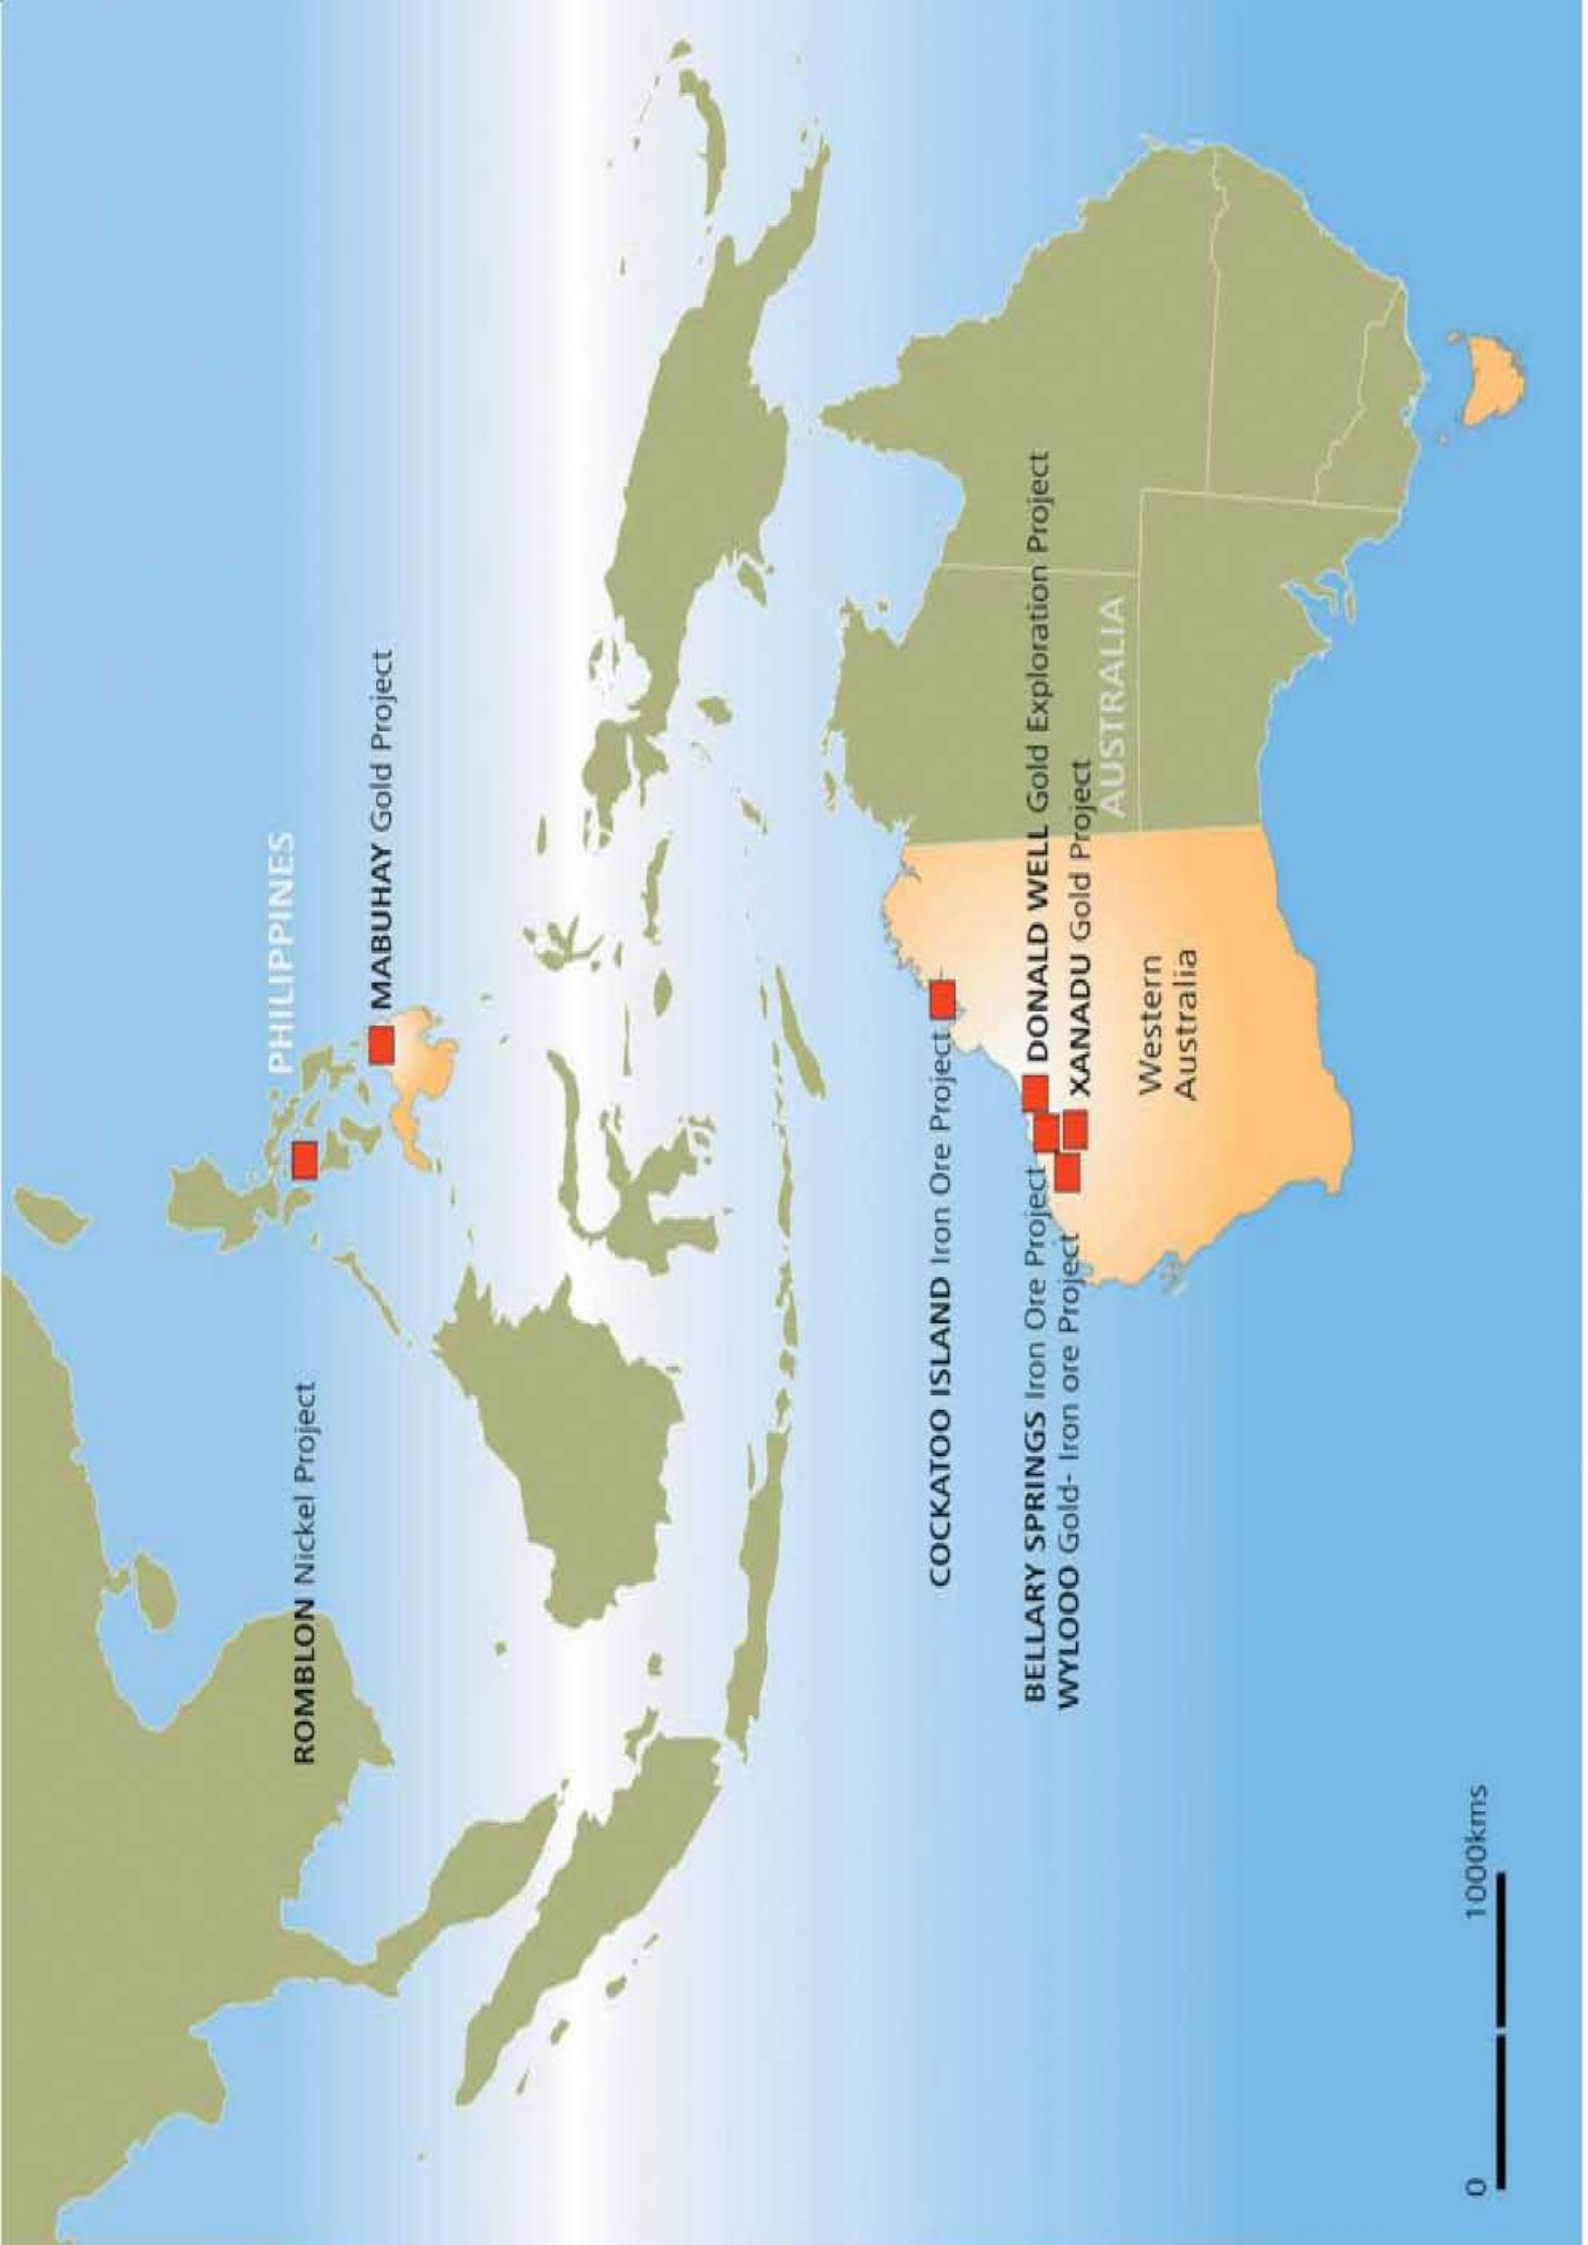 PHILIPPINES
ROMBLON Nickel Project
MABUHAY Gold Project
COCKATOO ISLAND Iron Ore Project
BELLARY SPRINGS Iron Ore Project
DONALD WELL Gold Exploration Project
WYLOOO Gold- Iron ore Project
XANADU Gold Project
AUSTRALIA
Western
Australia
0
1000kms